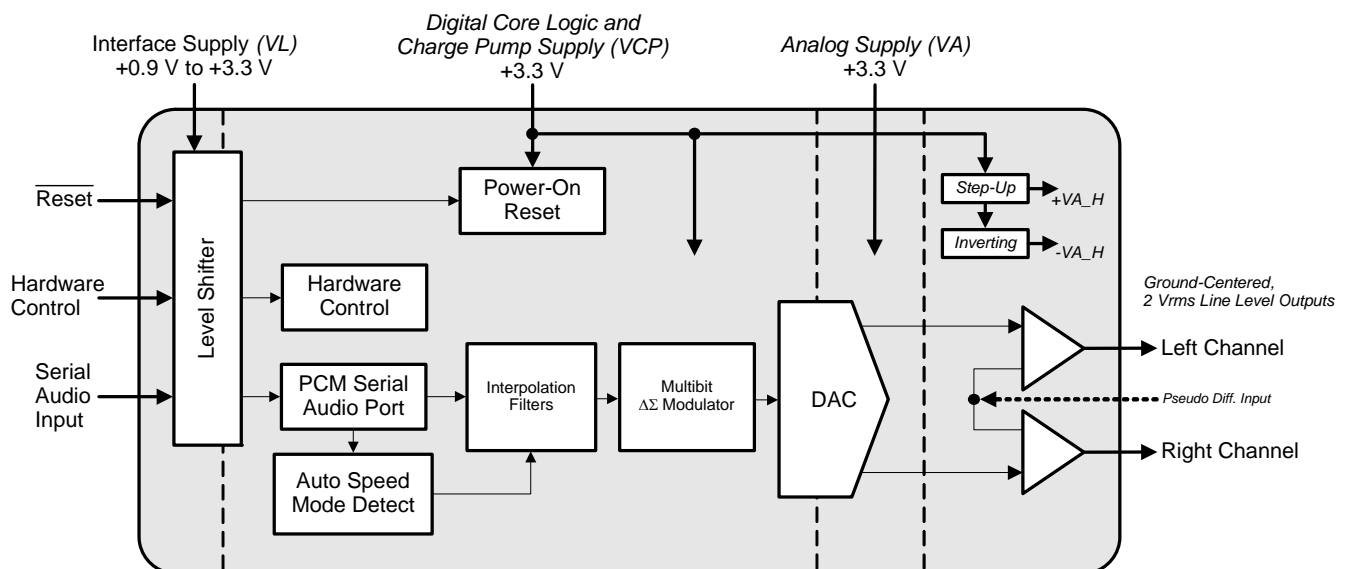 Interface Supply (VL)
+0.9 V to +3.3 V
Digital Core Logic and
Charge Pump Supply (VCP)
+3.3 V
Analog Supply (VA)
+3.3 V
Reset
Hardware
Control
Serial
Audio
Input
Level Shifter
Power-On
Reset
Hardware
Control
PCM Serial
Audio Port
Auto Speed
Mode Detect
Interpolation
Filters
Multibit
ΔΣ Modulator
DAC
Step-Up
+VA_H
Inverting
-VA_H
Ground-Centered,
2 Vrms Line Level Outputs
Left Channel
Pseudo Diff. Input
Right Channel